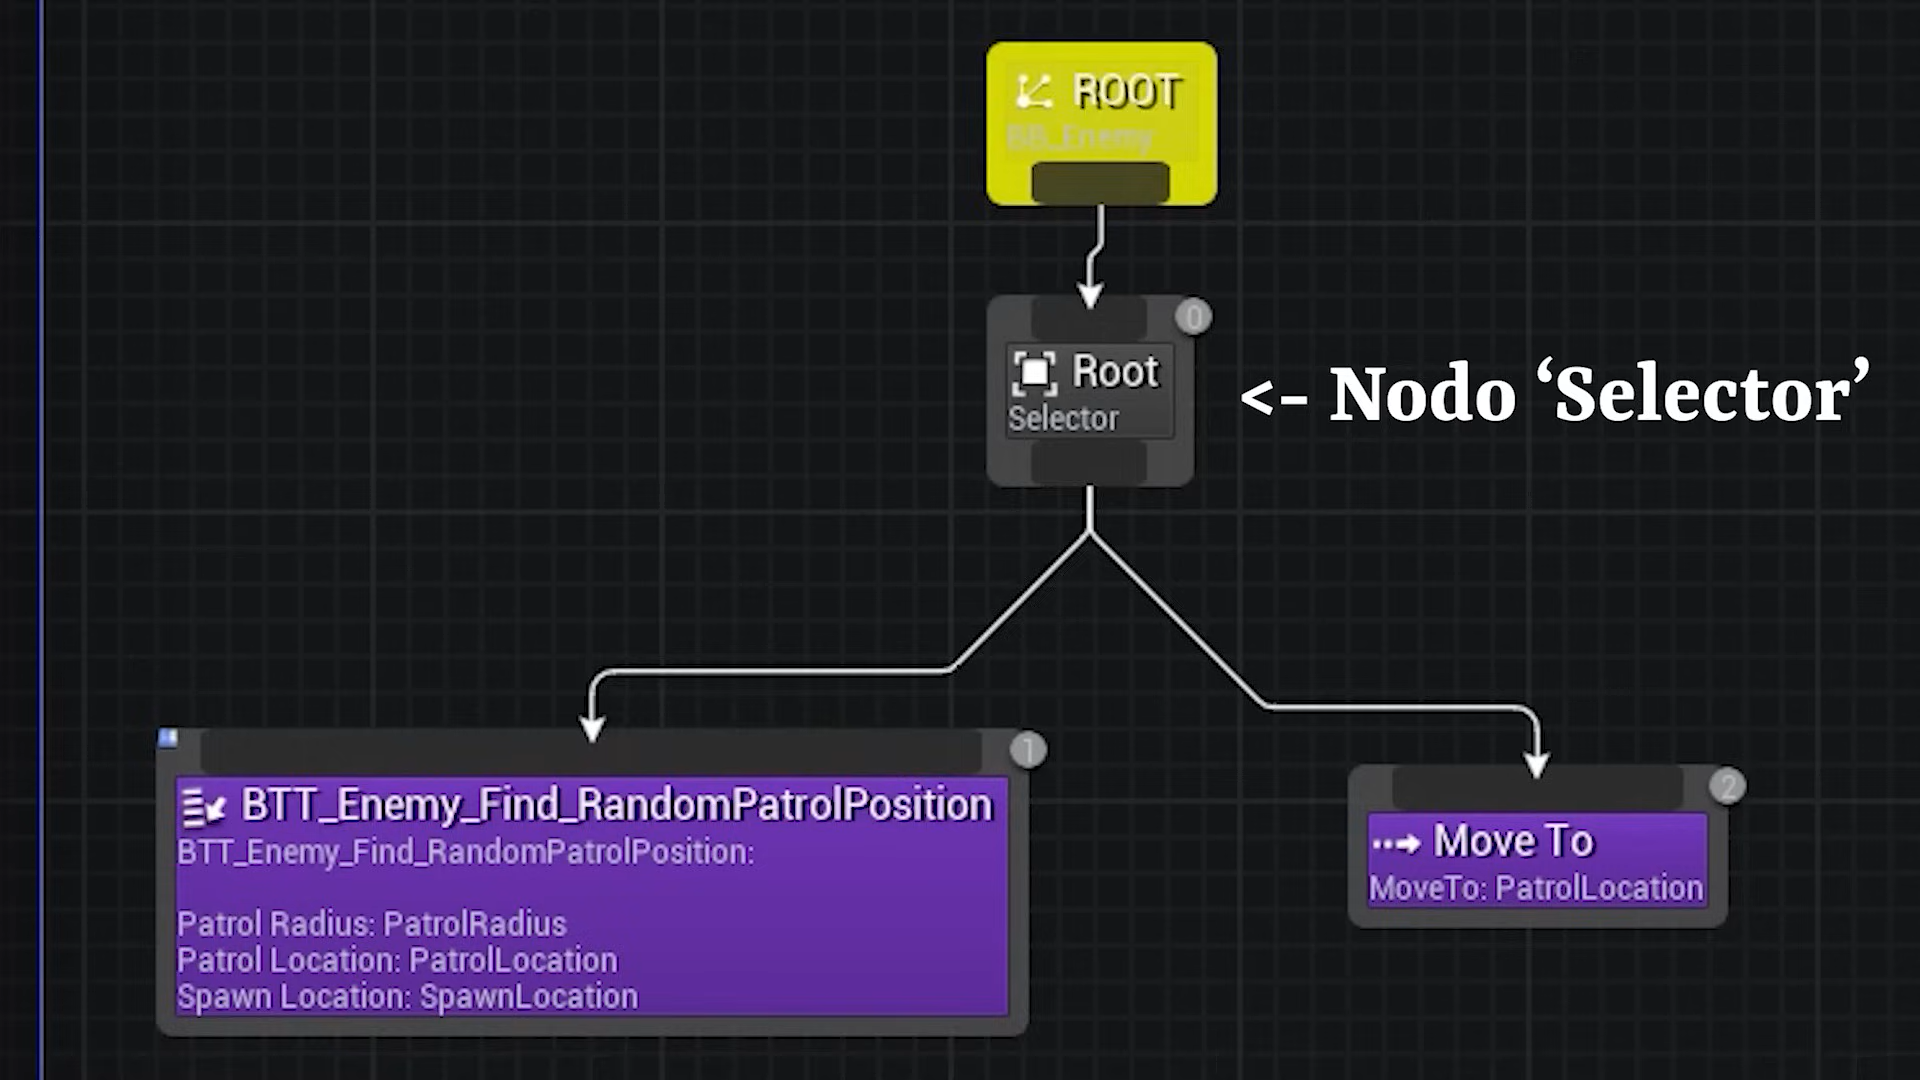 ROOT
BB_Enemy
0
Root
Selector
<- Nodo ‘Selector’
1
BTT_Enemy_Find_RandomPatrolPosition
BTT_Enemy_Find_RandomPatrolPosition:
Patrol Radius: PatrolRadius
Patrol Location: PatrolLocation
Spawn Location: SpawnLocation
2
Move To
MoveTo: PatrolLocation